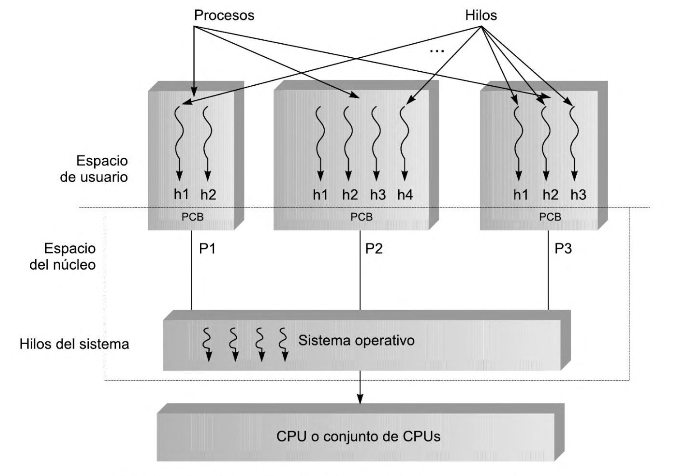 Procesos
Hilos
...
Espacio
de usuario
h1 h2
h1 h2 h3 h4
h1 h2 h3
PCB
PCB
PCB
Espacio
del núcleo
P1
P2
P3
Hilos del sistema
Sistema operativo
CPU o conjunto de CPUs